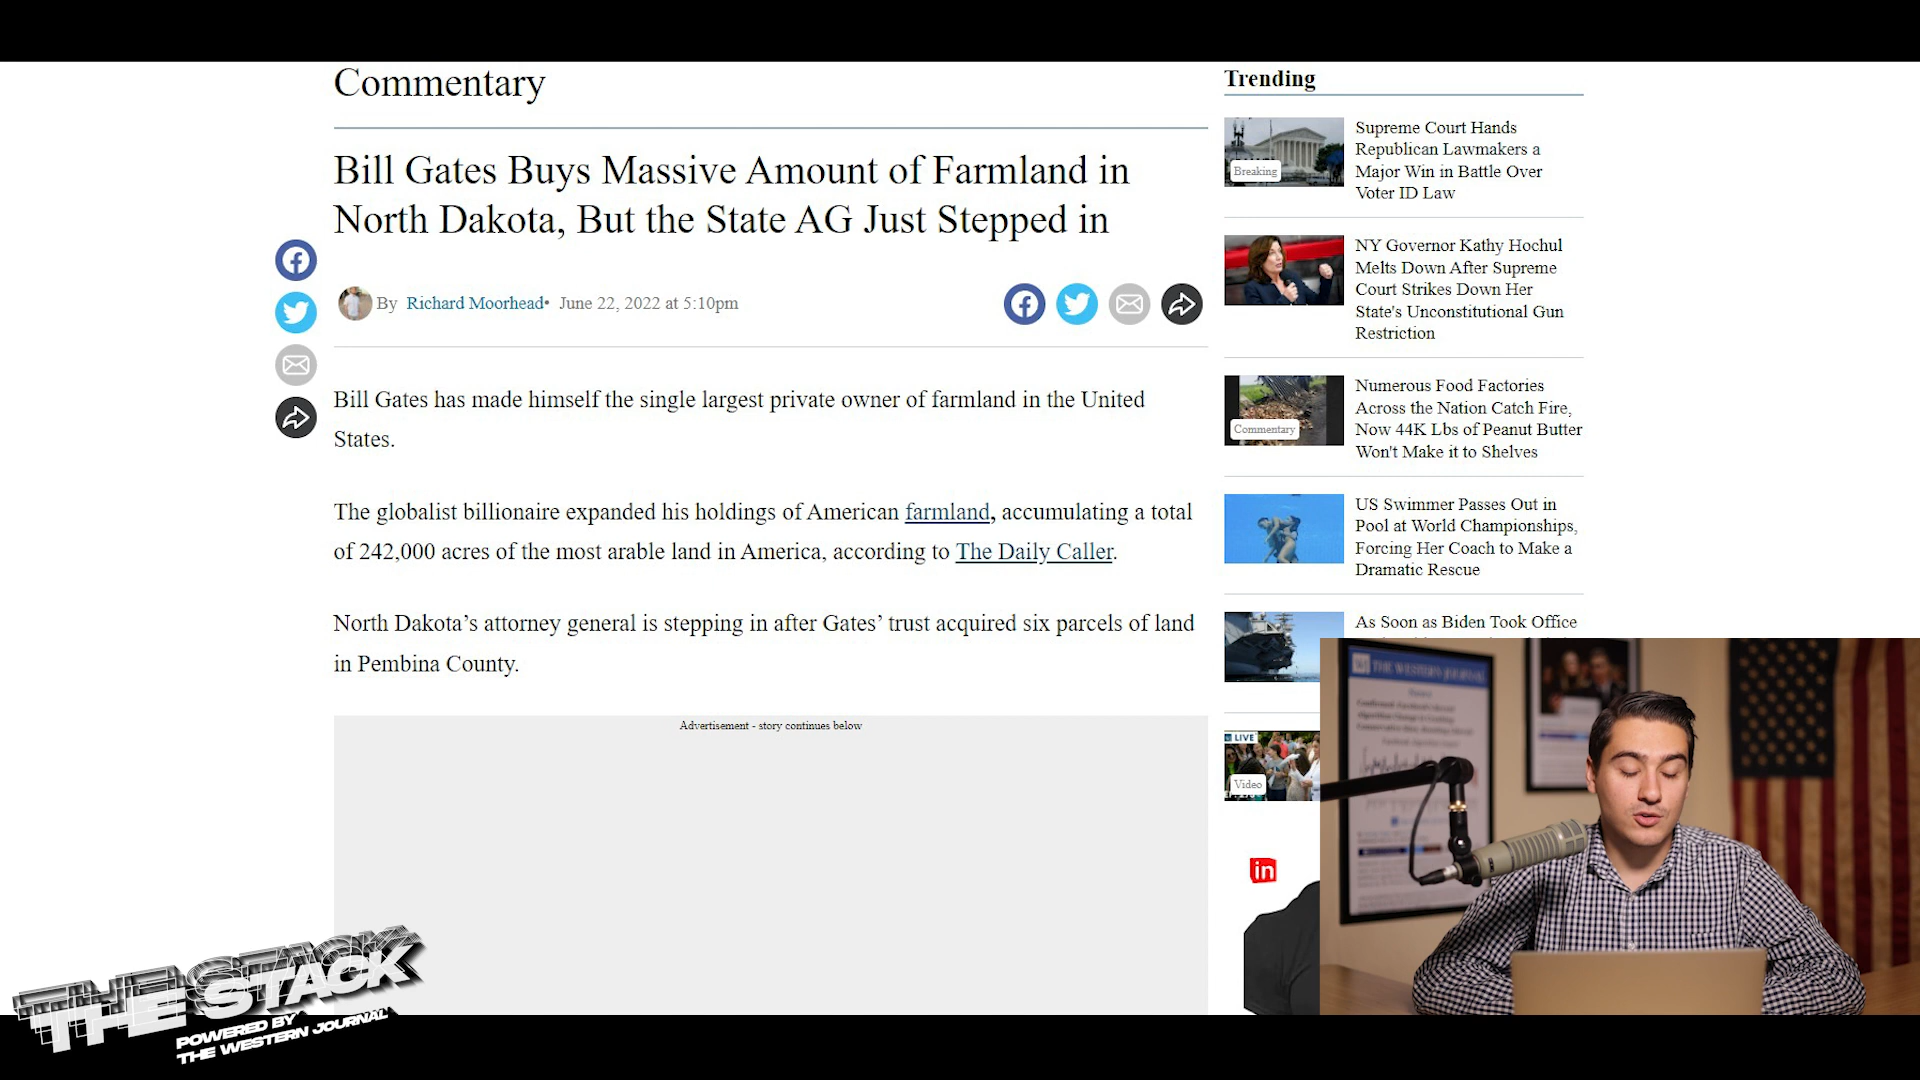 Commentary
Bill Gates Buys Massive Amount of Farmland in
North Dakota, But the State AG Just Stepped in
By Richard Moorhead• June 22, 2022 at 5:10pm
Bill Gates has made himself the single largest private owner of farmland in the United
States.
The globalist billionaire expanded his holdings of American farmland, accumulating a total
of 242,000 acres of the most arable land in America, according to The Daily Caller.
North Dakota’s attorney general is stepping in after Gates’ trust acquired six parcels of land
in Pembina County.
Advertisement - story continues below
Trending
Breaking
Supreme Court Hands
Republican Lawmakers a
Major Win in Battle Over
Voter ID Law
NY Governor Kathy Hochul
Melts Down After Supreme
Court Strikes Down Her
State's Unconstitutional Gun
Restriction
Commentary
Numerous Food Factories
Across the Nation Catch Fire,
Now 44K Lbs of Peanut Butter
Won't Make it to Shelves
US Swimmer Passes Out in
Pool at World Championships,
Forcing Her Coach to Make a
Dramatic Rescue
As Soon as Biden Took Office
LIVE
Video
in
THE WESTERN JOURNAL
THE STACK
POWERED BY
THE WESTERN JOURNAL